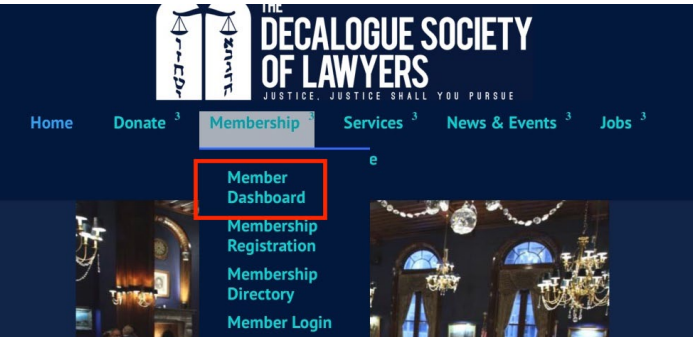 THE
DECALOGUE SOCIETY
OF LAWYERS
JUSTICE, JUSTICE SHALL YOU PURSUE
Home Donate 3 Membership 3 Services 3 News & Events 3 Jobs 3
e
Member
Dashboard
Membership
Registration
Membership
Directory
Member Login